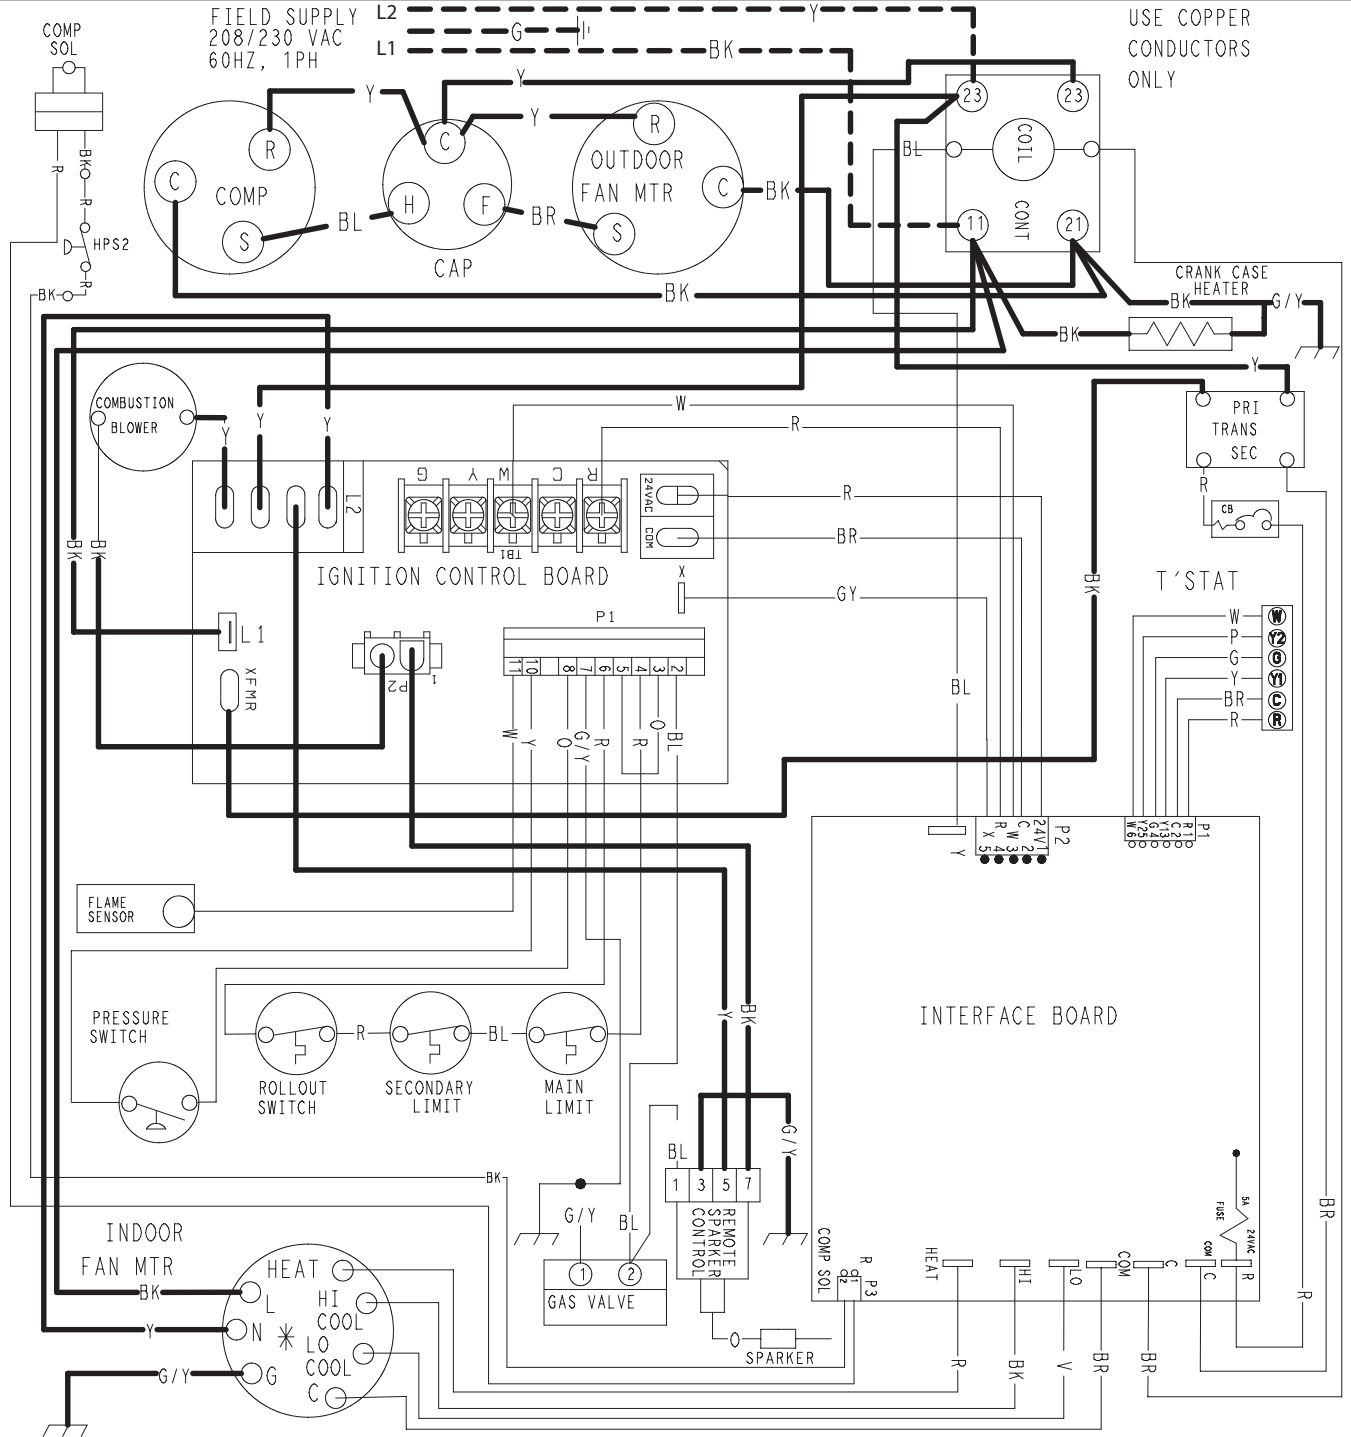 FIELD SUPPLY
208/230 VAC
60HZ, 1PH
L2
Y
G
L1
BK
USE COPPER
CONDUCTORS
ONLY
COMP
SOL
R
BK
R
HPS2
R
BK
R
C
COMP
S
Y
C
H
F
CAP
Y
Y
BL
BR
R
OUTDOOR
FAN MTR
C
S
BK
BL
23
23
COIL
CONT
11
21
BK
CRANK CASE
HEATER
BK
G/Y
BK
Y
COMBUSTION
BLOWER
Y
Y
Y
W
R
PRI
TRANS
SEC
R
CB
L2
G
Y
W
C
R
TB1
24VAC
COM
R
BR
X
GY
IGNITION CONTROL BOARD
BK
BK
BK
L1
XFMR
P2
1
P1
11
10
8
7
6
5
4
3
2
W
Y
O
G/Y
R
R
O
BL
BL
T'STAT
W
W
P
Y2
G
G
Y
Y1
BR
C
R
R
Y
X 5
R 4
W 3
C 2
24V 1
P2
W 6
Y2 5
G 4
Y1 3
C 2
R 1
P1
FLAME
SENSOR
PRESSURE
SWITCH
R
BL
ROLLOUT
SWITCH
SECONDARY
LIMIT
MAIN
LIMIT
Y
BK
INTERFACE BOARD
G/Y
BL
BK
1
3
5
7
REMOTE
SPARKER
CONTROL
G/Y
BL
1
2
GAS VALVE
O
SPARKER
COMP SOL
R
1
2
P3
HEAT
HI
LO
COM
C
COM
C
24VAC
R
5A
FUSE
BR
R
INDOOR
FAN MTR
BK
Y
G/Y
HEAT
L
HI
COOL
N
*
LO
COOL
G
C
R
BK
V
BR
BR